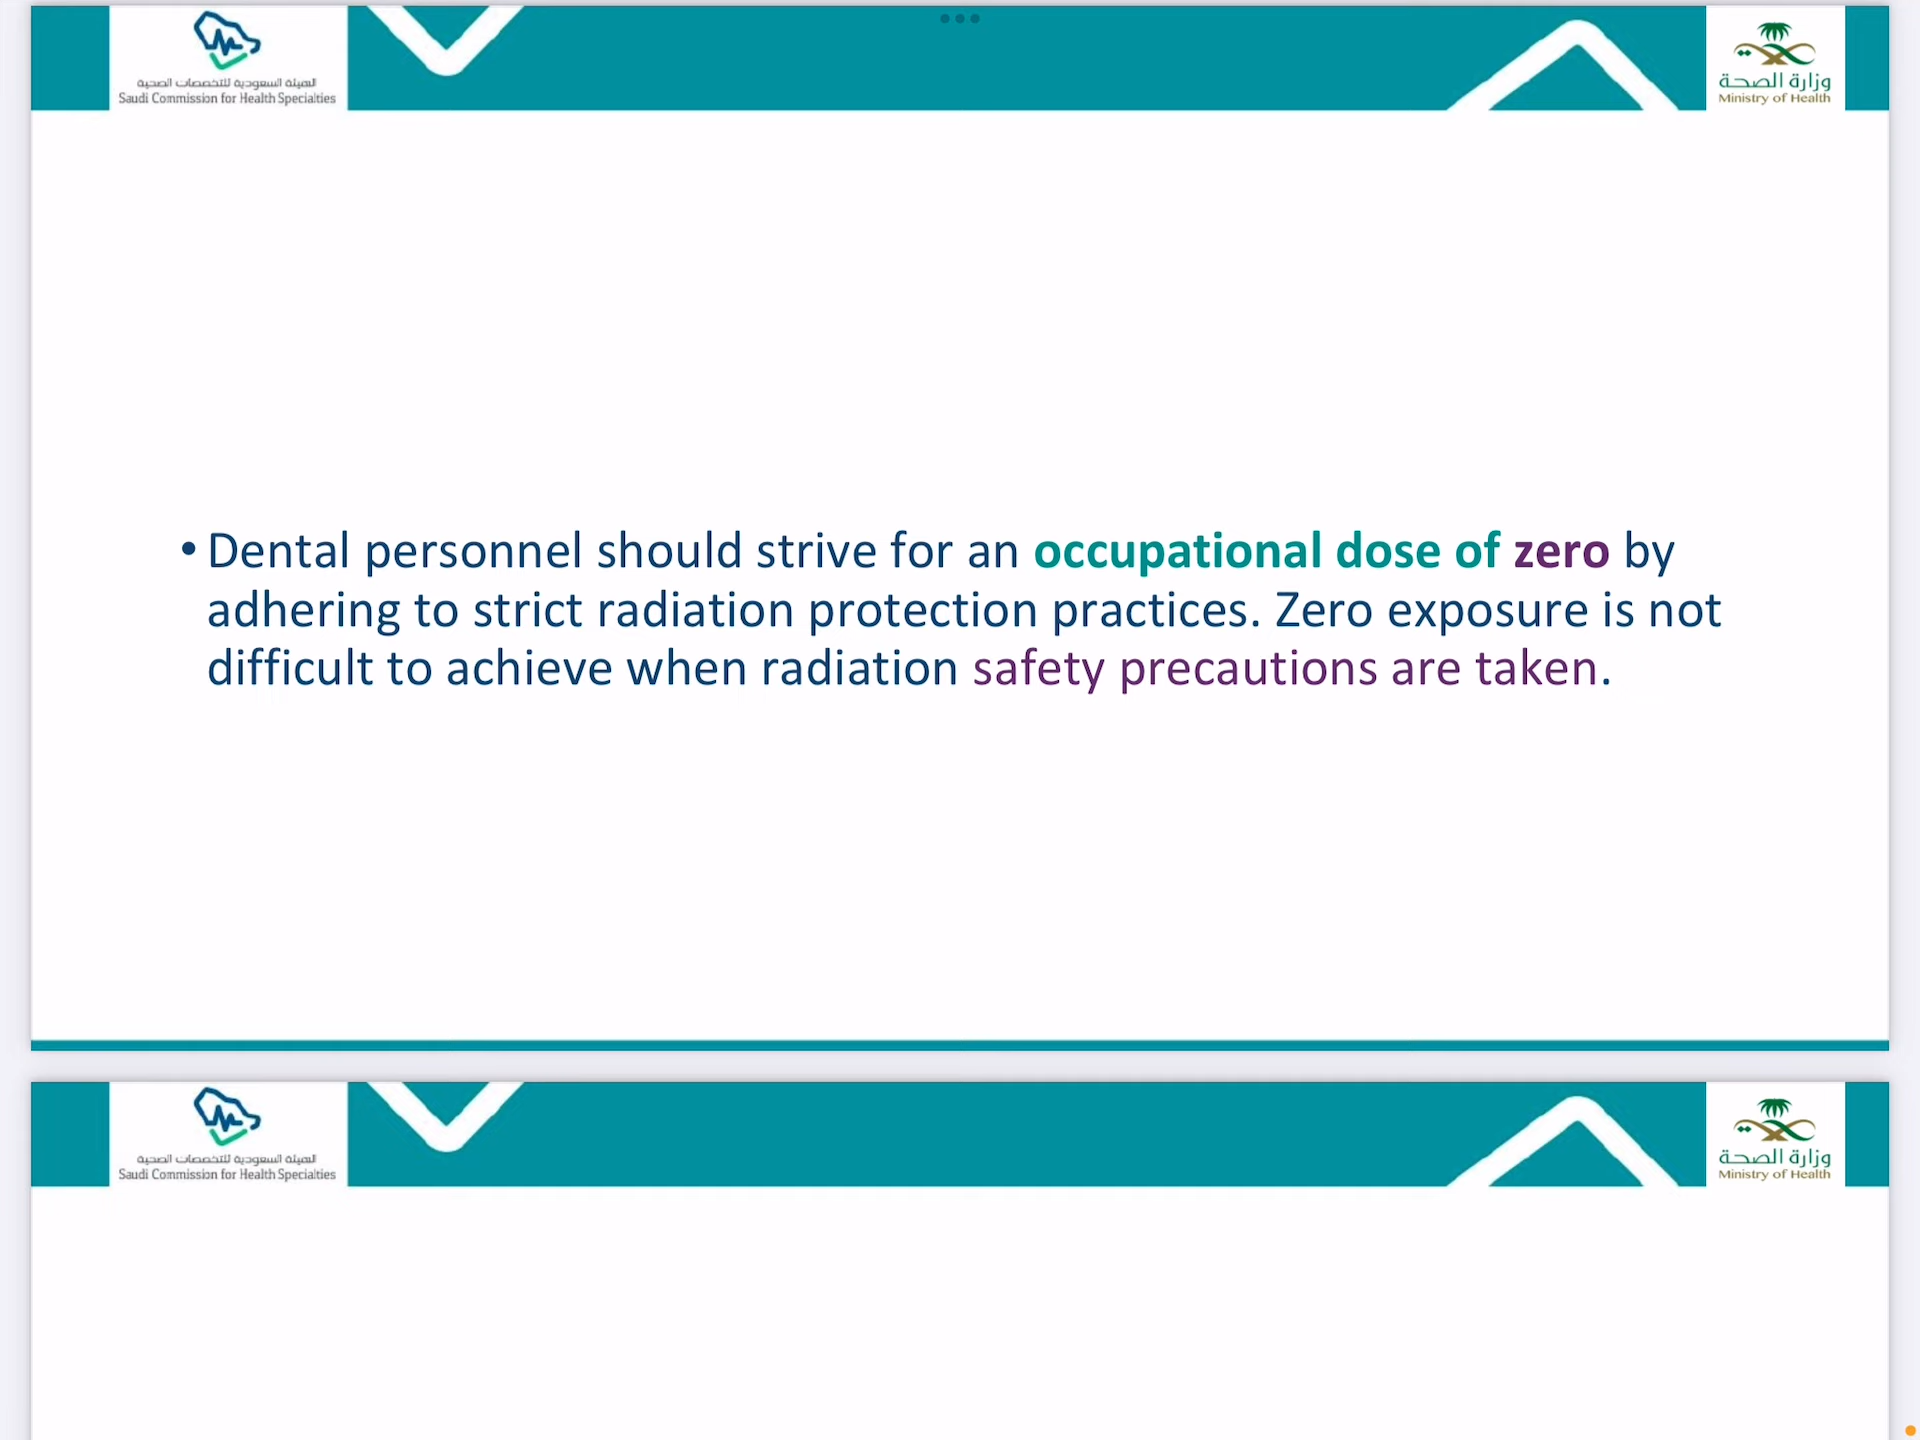 الهيئة السعودية للتخصصات الصحية
Saudi Commission for Health Specialties
وزارة الصحة
Ministry of Health
• Dental personnel should strive for an occupational dose of zero by
adhering to strict radiation protection practices. Zero exposure is not
difficult to achieve when radiation safety precautions are taken.
الهيئة السعودية للتخصصات الصحية
Saudi Commission for Health Specialties
وزارة الصحة
Ministry of Health